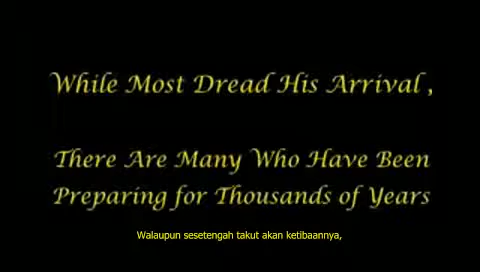 While Most Dread His Arrival ,
There Are Many Who Have Been
Preparing for Thousands of Years
Walaupun sesetengah takut akan ketibaannya,